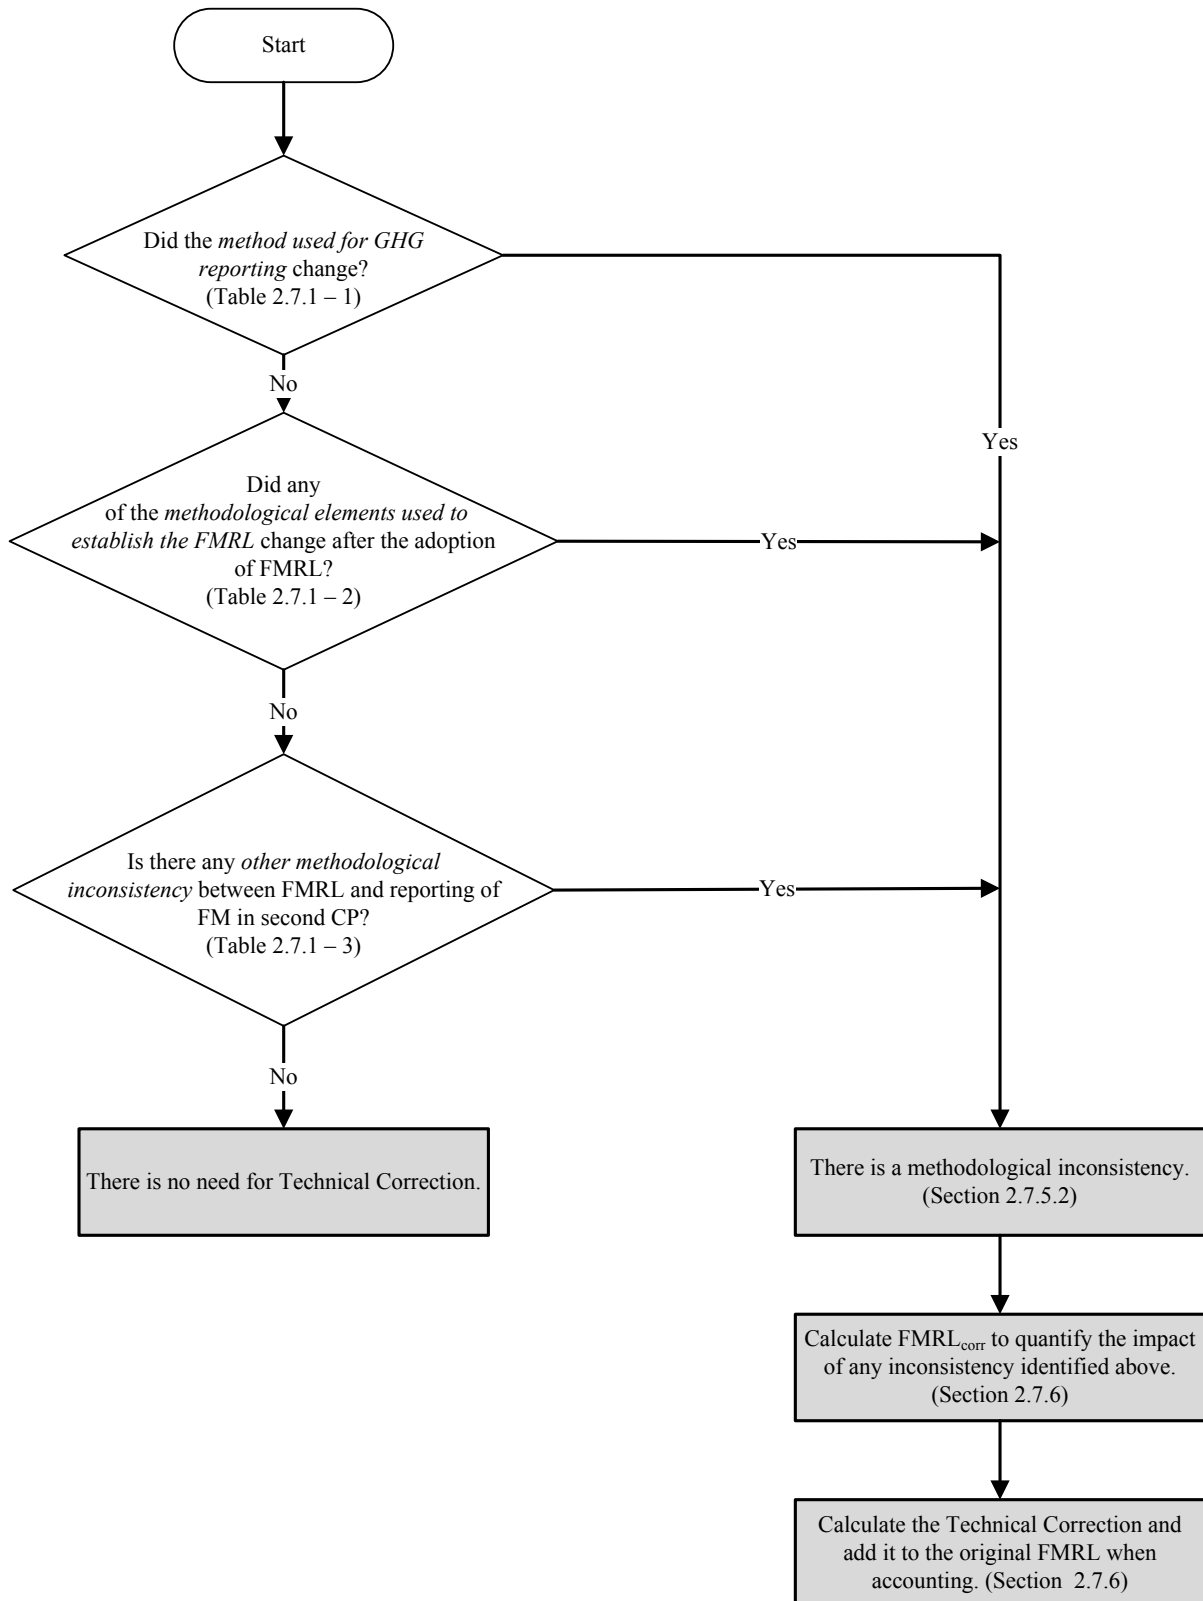 Start
Did the method used for GHG
reporting change?
(Table 2.7.1 – 1)
No
Yes
Did any
of the methodological elements used to
establish the FMRL change after the adoption
of FMRL?
(Table 2.7.1 – 2)
Yes
No
Is there any other methodological
inconsistency between FMRL and reporting of
FM in second CP?
(Table 2.7.1 – 3)
Yes
No
There is no need for Technical Correction.
There is a methodological inconsistency.
(Section 2.7.5.2)
Calculate FMRLcorr to quantify the impact
of any inconsistency identified above.
(Section 2.7.6)
Calculate the Technical Correction and
add it to the original FMRL when
accounting. (Section 2.7.6)